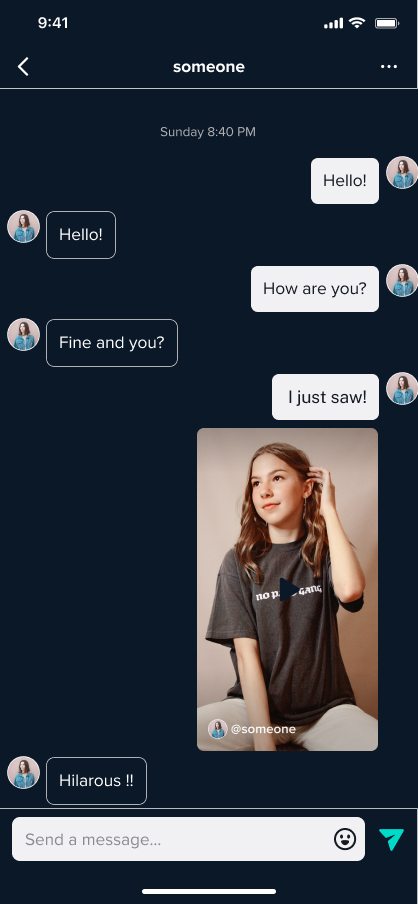 9:41
someone
Sunday 8:40 PM
Hello!
Hello!
How are you?
Fine and you?
I just saw!
no p GANG
@someone
Hilarous !!
Send a message...